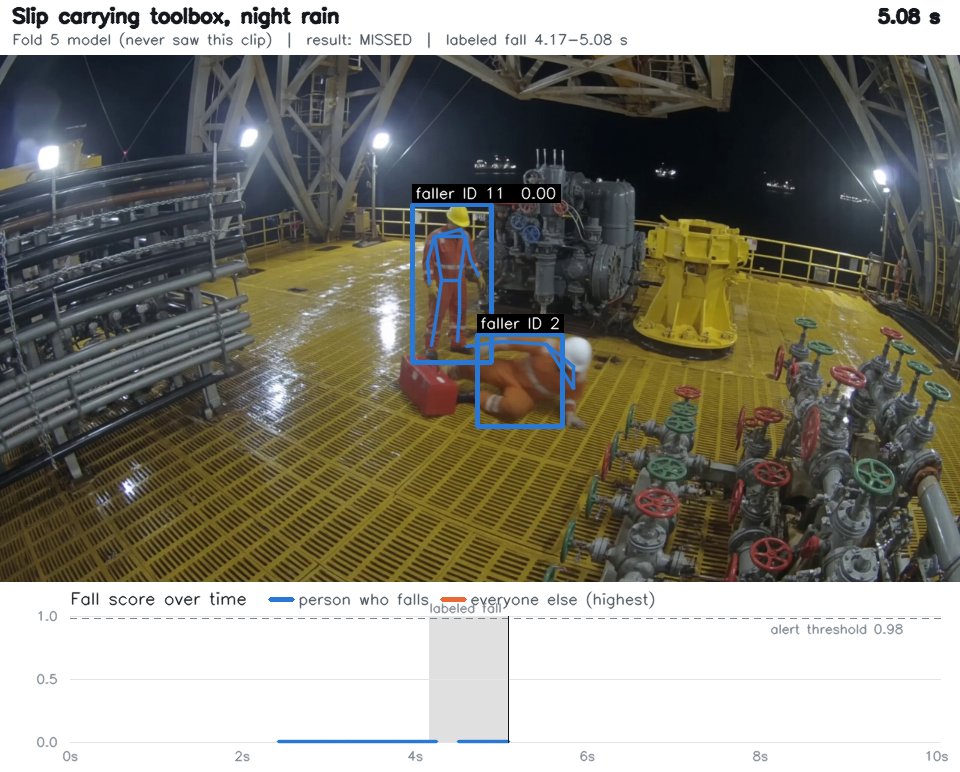 Slip carrying toolbox, night rain
5.08 s
Fold 5 model (never saw this clip) | result: MISSED | labeled fall 4.17–5.08 s
faller ID 11 0.00
faller ID 2
Fall score over time
person who falls
everyone else (highest)
labeled fall
1.0
alert threshold 0.98
0.5
0.0
0s
2s
4s
6s
8s
10s